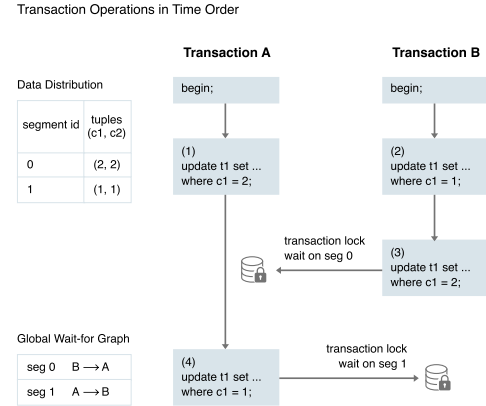 Transaction Operations in Time Order
Transaction A
Transaction B
Data Distribution
segment id
tuples
(c1, c2)
0
(2, 2)
1
(1, 1)
begin;
begin;
(1)
update t1 set ...
where c1 = 2;
(2)
update t1 set ...
where c1 = 1;
transaction lock
wait on seg 0
(3)
update t1 set ...
where c1 = 2;
Global Wait-for Graph
seg 0 B → A
seg 1 A → B
(4)
update t1 set ...
where c1 = 1;
transaction lock
wait on seg 1